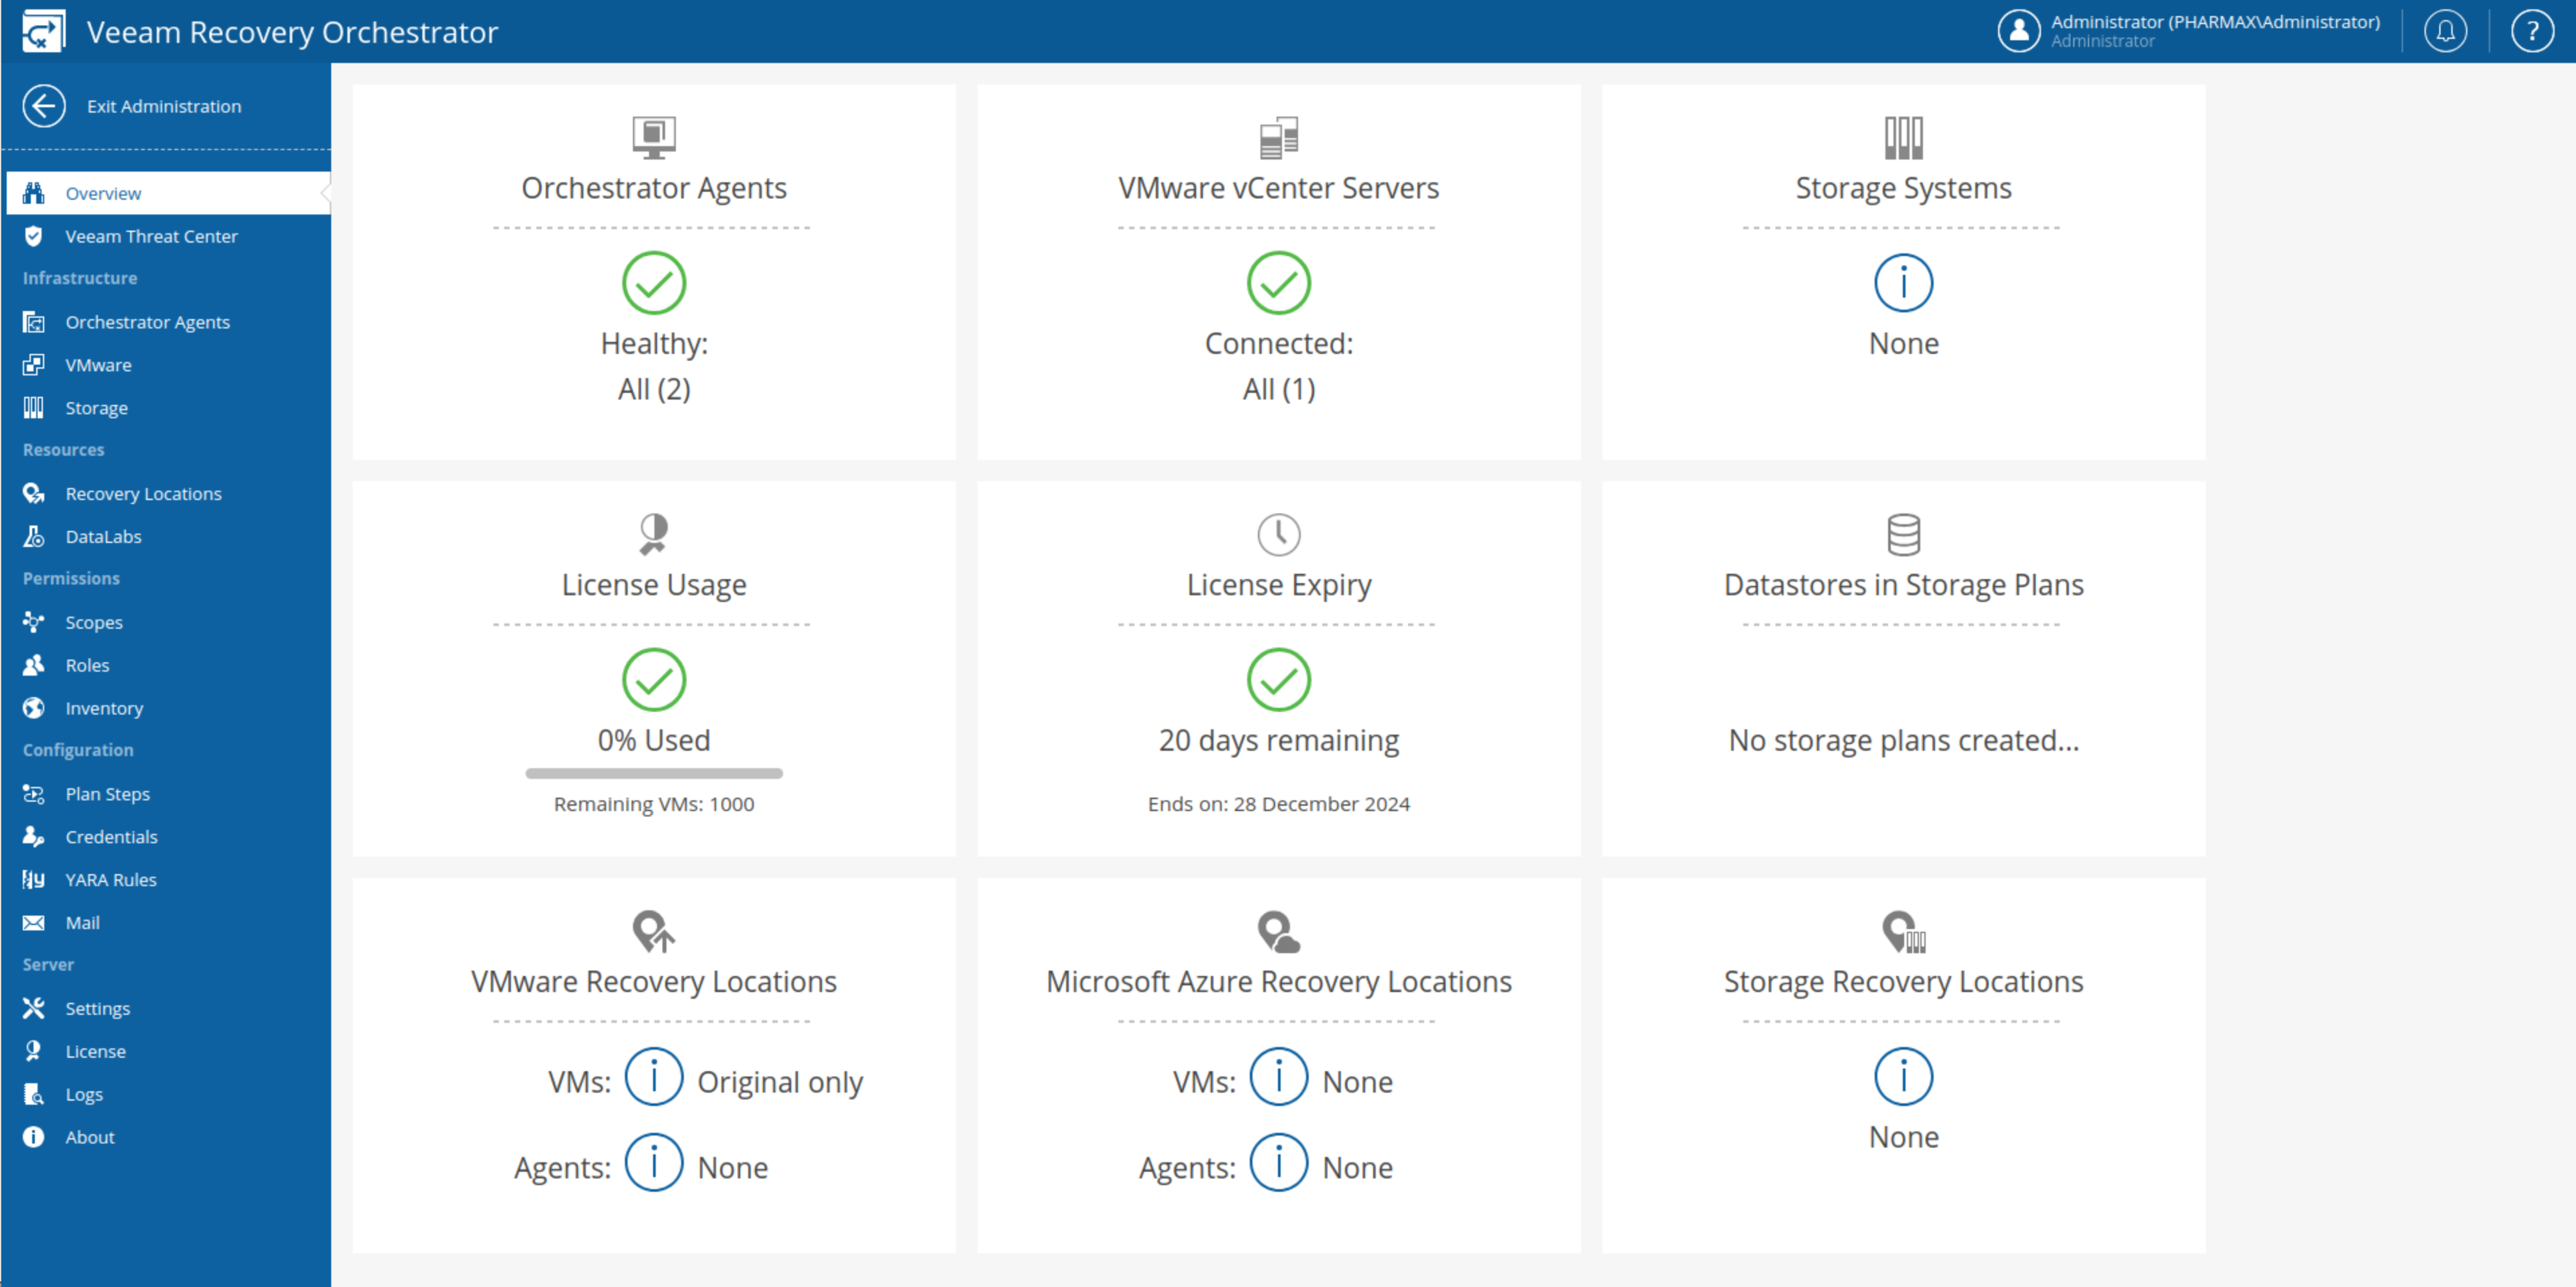 Veeam Recovery Orchestrator
Administrator (PHARMAX\Administrator)
Administrator
?
Exit Administration
Overview
Veeam Threat Center
Infrastructure
Orchestrator Agents
VMware
Storage
Resources
Recovery Locations
DataLabs
Permissions
Scopes
Roles
Inventory
Configuration
Plan Steps
Credentials
YARA Rules
Mail
Server
Settings
License
Logs
About
Orchestrator Agents
Healthy:
All (2)
VMware vCenter Servers
Connected:
All (1)
Storage Systems
None
License Usage
0% Used
Remaining VMs: 1000
License Expiry
20 days remaining
Ends on: 28 December 2024
Datastores in Storage Plans
No storage plans created...
VMware Recovery Locations
VMs: Original only
Agents: None
Microsoft Azure Recovery Locations
VMs: None
Agents: None
Storage Recovery Locations
None